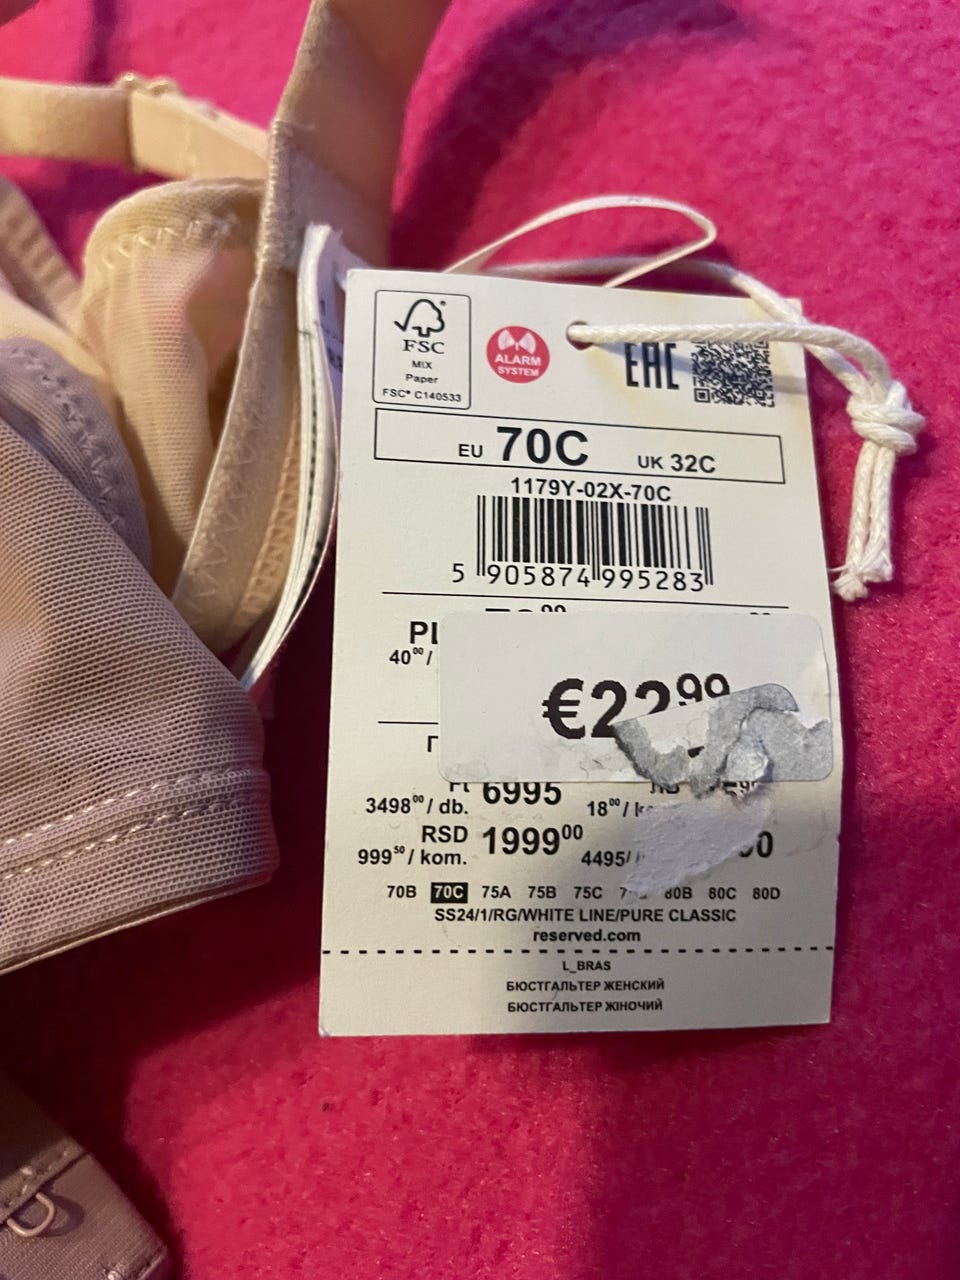 FSC
MIX
Paper
FSC® C140533
ALARM
SYSTEM
EAC
EU 70C UK 32C
1179Y-02X-70C
5 905874 995283
40⁰⁰/
€22⁹⁹
Ft 6995
3498⁰⁰/ db. 18⁰⁰/
RSD 1999⁰⁰
999⁵⁰/ kom. 4495/
70B 70C 75A 75B 75C 80B 80C 80D
SS24/1/RG/WHITE LINE/PURE CLASSIC
reserved.com
L_BRAS
БЮСТГАЛЬТЕР ЖЕНСКИЙ
БЮСТГАЛЬТЕР ЖІНОЧИЙ